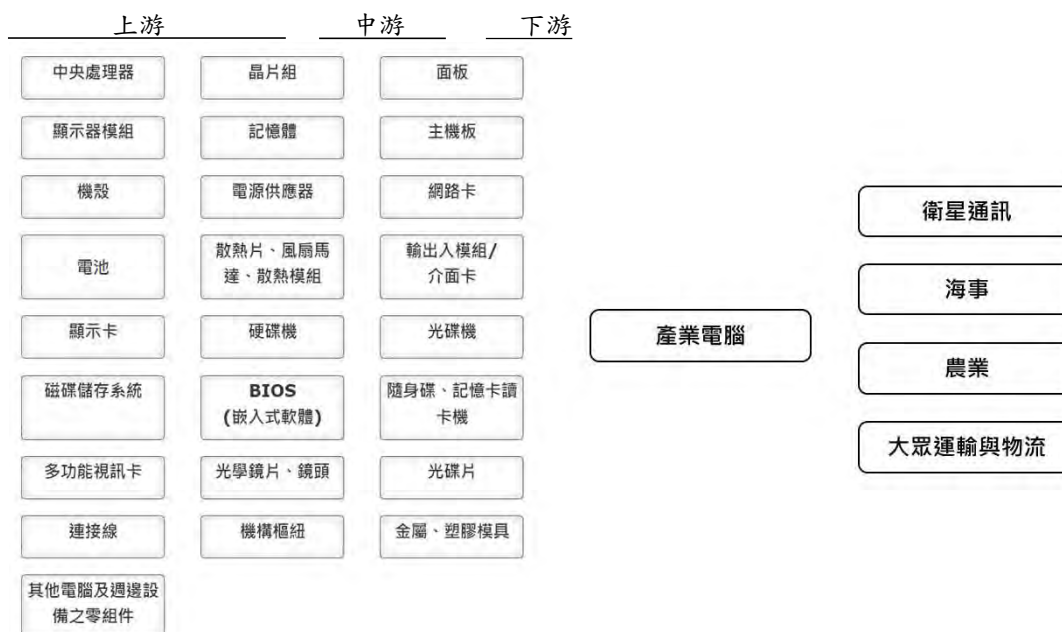 上游 中游 下游
中央處理器 晶片組 面板
顯示器模組 記憶體 主機板
機殼 電源供應器 網路卡
電池
散熱片、風扇馬
達、散熱模組
輸出入模組/
介面卡
顯示卡 硬碟機 光碟機
磁碟儲存系統
BIOS
(嵌入式軟體)
隨身碟、記憶卡讀
卡機
多功能視訊卡 光學鏡片、鏡頭 光碟片
連接線 機構樞紐 金屬、塑膠模具
其他電腦及週邊設
備之零組件
產業電腦
衛星通訊
海事
農業
大眾運輸與物流